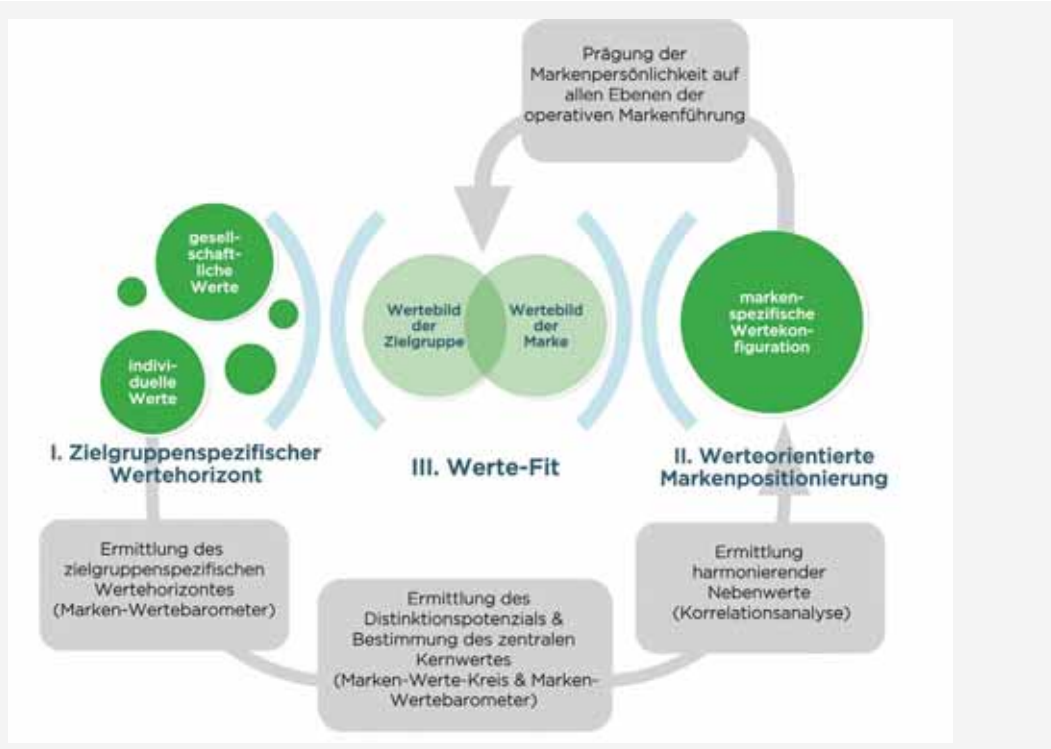 Prägung der
Markenpersönlichkeit auf
allen Ebenen der
operativen Markenführung
gesell-
schaft-
liche
Werte
indivi-
duelle
Werte
Wertebild
der
Zielgruppe
Wertebild
der
Marke
marken-
spezifische
Wertekon-
figuration
I. Zielgruppenspezifischer
Wertehorizont
III. Werte-Fit
II. Werteorientierte
Markenpositionierung
Ermittlung des
zielgruppenspezifischen
Wertehorizontes
(Marken-Wertebarometer)
Ermittlung des
Distinktionspotenzials &
Bestimmung des zentralen
Kernwertes
(Marken-Werte-Kreis & Marken-
Wertebarometer)
Ermittlung
harmonierender
Nebenwerte
(Korrelationsanalyse)